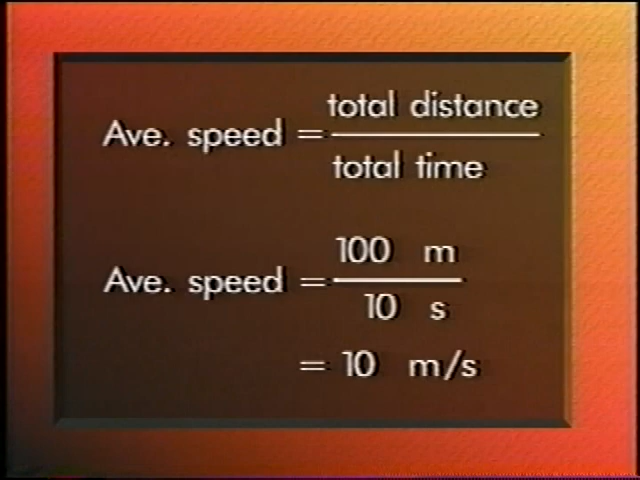 Ave. speed = total distance / total time
Ave. speed = 100 m / 10 s
= 10 m/s